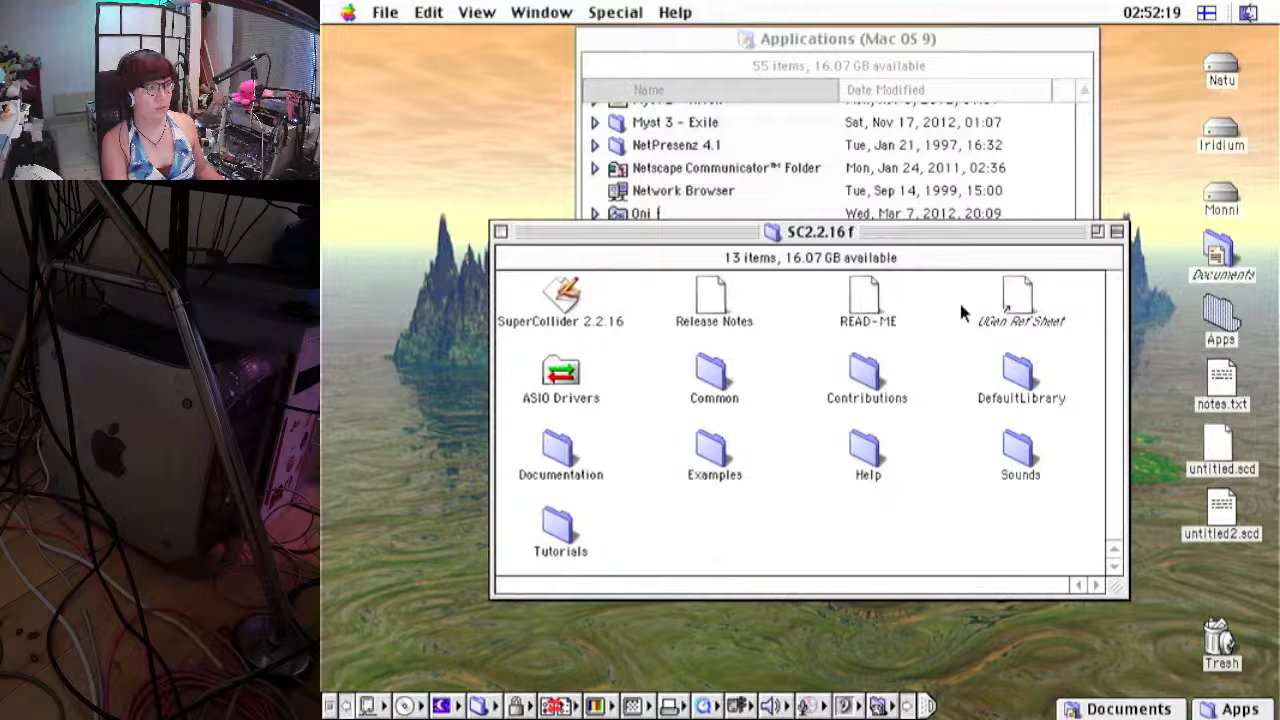 File Edit View Window Special Help 02:52:19
Applications (Mac OS 9)
55 items, 16.07 GB available
Name Date Modified
Myst 3 - Exile Sat, Nov 17, 2012, 01:07
NetPresenz 4.1 Tue, Jan 21, 1997, 16:32
Netscape Communicator™ Folder Mon, Jan 24, 2011, 02:36
Network Browser Tue, Sep 14, 1999, 15:00
Oni ƒ Wed, Mar 7, 2012, 20:09
SC2.2.16 ƒ
13 items, 16.07 GB available
SuperCollider 2.2.16 Release Notes READ-ME UGen Ref Sheet
ASIO Drivers Common Contributions DefaultLibrary
Documentation Examples Help Sounds
Tutorials
Natu
Iridium
Monni
Documents
Apps
notes.txt
untitled.scd
untitled2.scd
Trash
Documents Apps